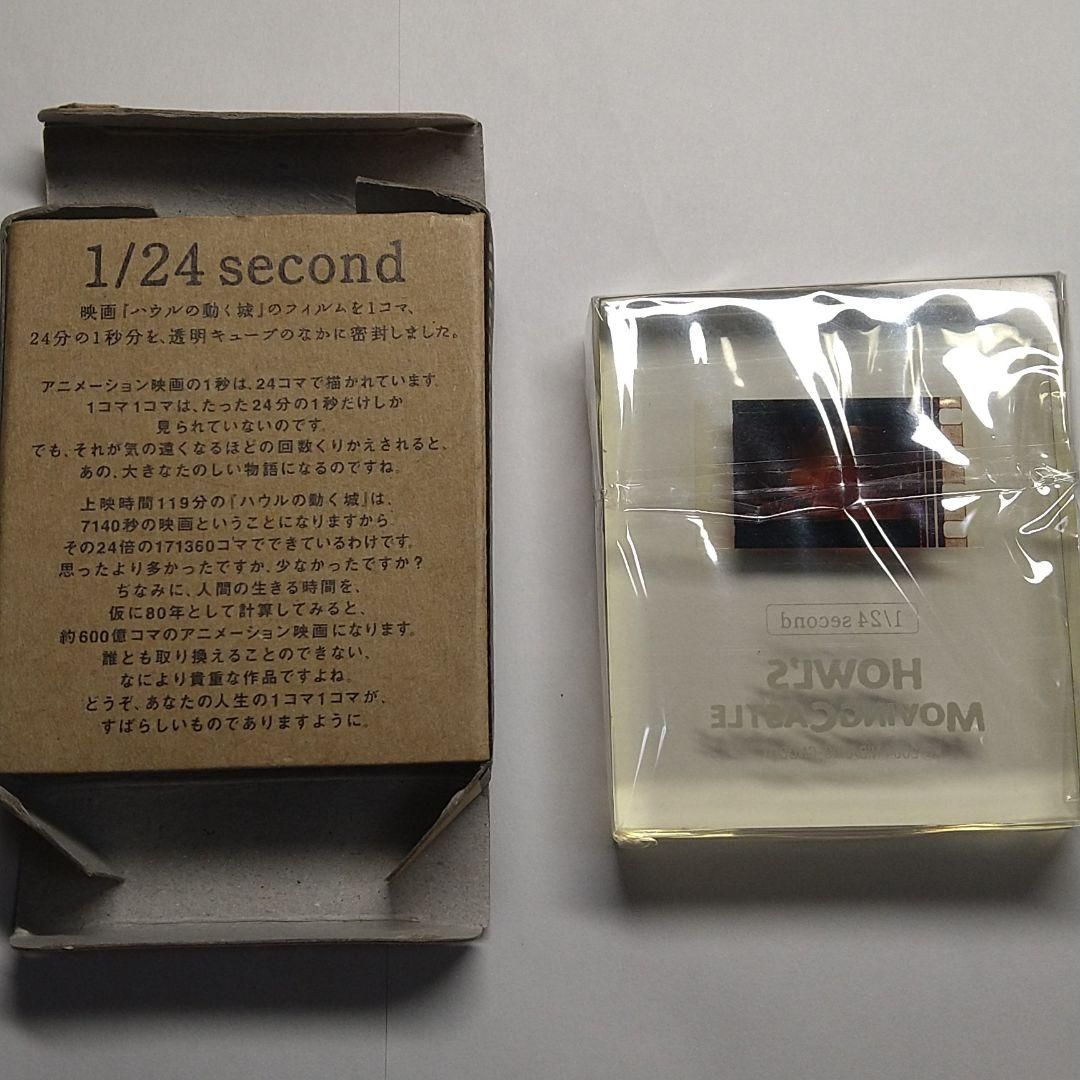 1/24 second
映画『ハウルの動く城』のフィルムを1コマ、
24分の1秒分を、透明キューブのなかに密封しました。
アニメーション映画の1秒は、24コマで描かれています。
1コマ1コマは、たった24分の1秒だけしか
見られていないのです。
でも、それが気の遠くなるほどの回数くりかえされると、
あの、大きなたのしい物語になるのですね。
上映時間119分の『ハウルの動く城』は、
7140秒の映画ということになりますから
その24倍の171360コマでできているわけです。
思ったより多かったですか、少なかったですか?
ちなみに、人間の生きる時間を、
仮に80年として計算してみると、
約600億コマのアニメーション映画になります。
誰とも取り換えることのできない、
なにより貴重な作品ですよね。
どうぞ、あなたの人生の1コマ1コマが、
すばらしいものでありますように。
1/24 second
HOWL'S
MOVING CASTLE